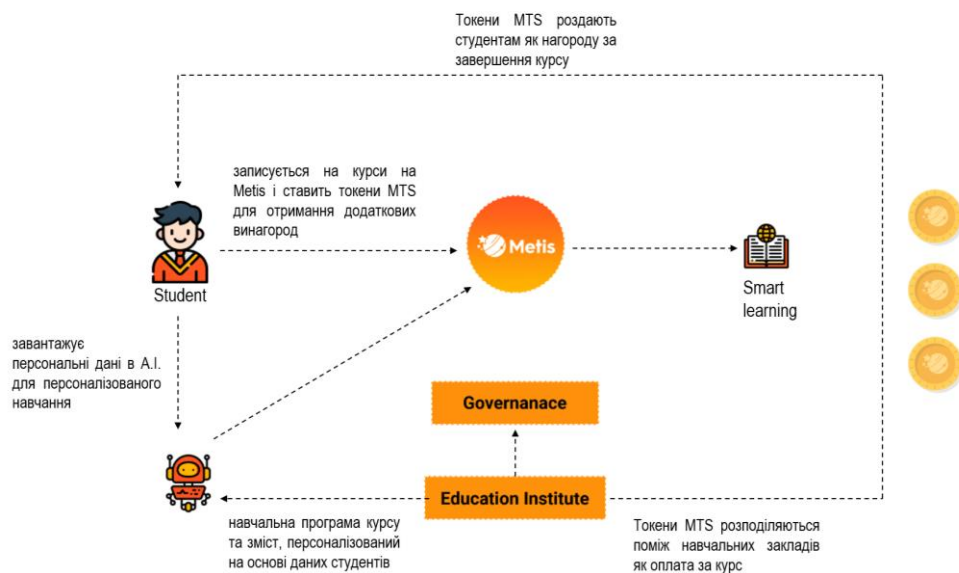 Токени MTS роздають
студентам як нагороду за
завершення курсу
записується на курси на
Metis і ставить токени MTS
для отримання додаткових
винагород
Metis
Student
Smart
learning
завантажує
персональні дані в A.I.
для персоналізованого
навчання
Governanace
Education Institute
навчальна програма курсу
та зміст, персоналізований
на основі даних студентів
Токени MTS розподіляються
поміж навчальних закладів
як оплата за курс